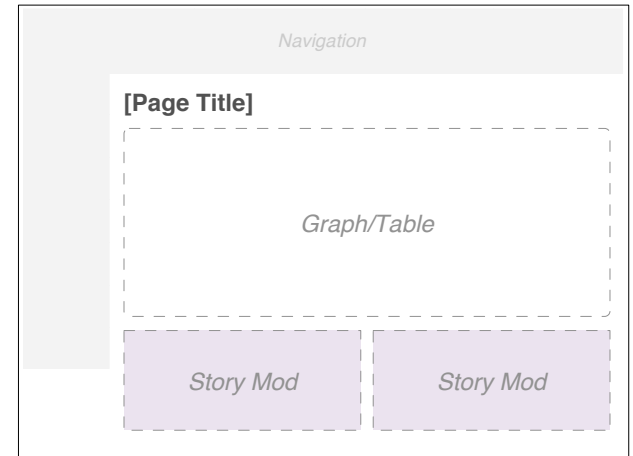 Navigation
[Page Title]
Graph/Table
Story Mod
Story Mod